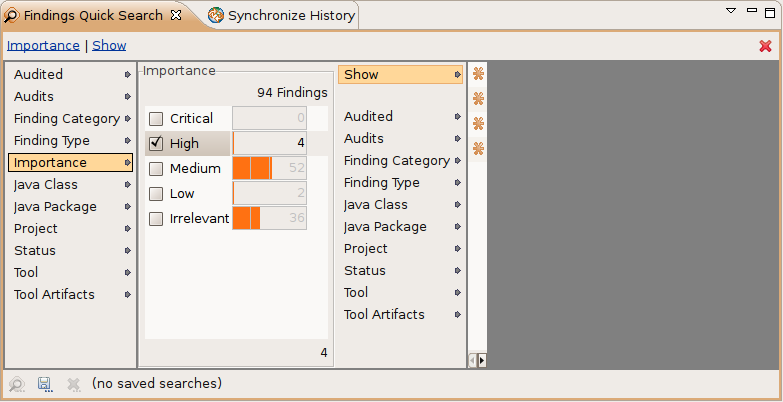 Findings Quick Search
Synchronize History
Importance | Show
Audited
Audits
Finding Category
Finding Type
Importance
Java Class
Java Package
Project
Status
Tool
Tool Artifacts
Importance
94 Findings
Critical 0
High 4
Medium 52
Low 2
Irrelevant 36
4
Show
Audited
Audits
Finding Category
Finding Type
Java Class
Java Package
Project
Status
Tool
Tool Artifacts
(no saved searches)